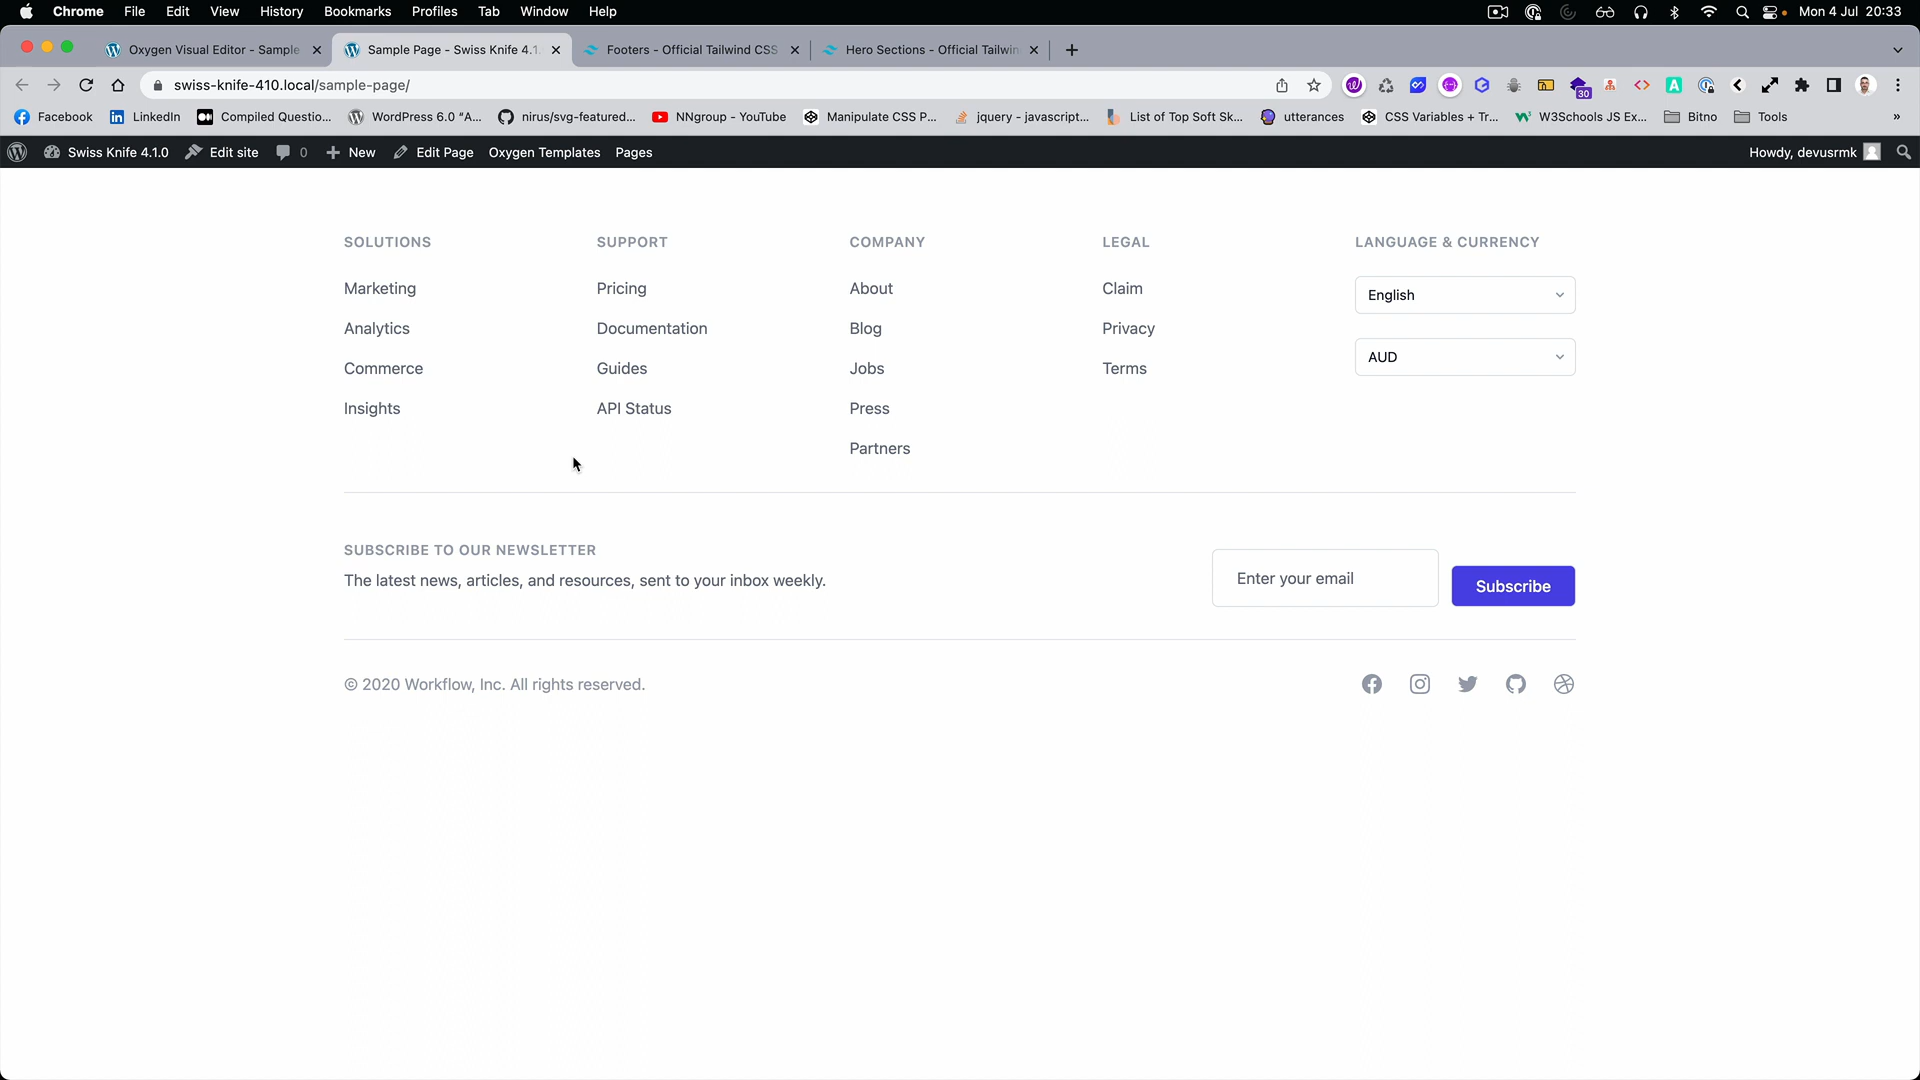 Chrome File Edit View History Bookmarks Profiles Tab Window Help Mon 4 Jul 20:33
Oxygen Visual Editor - Sample Sample Page - Swiss Knife 4.1. Footers - Official Tailwind CSS Hero Sections - Official Tailwin
swiss-knife-410.local/sample-page/ 30
Facebook LinkedIn Compiled Questio... WordPress 6.0 "A... nirus/svg-featured... NNgroup - YouTube Manipulate CSS P... jquery - javascript... List of Top Soft Sk... utterances CSS Variables + Tr... W3Schools JS Ex... Bitno Tools »
Swiss Knife 4.1.0 Edit site 0 New Edit Page Oxygen Templates Pages Howdy, devusrmk
SOLUTIONS
Marketing
Analytics
Commerce
Insights
SUPPORT
Pricing
Documentation
Guides
API Status
COMPANY
About
Blog
Jobs
Press
Partners
LEGAL
Claim
Privacy
Terms
LANGUAGE & CURRENCY
English
AUD
SUBSCRIBE TO OUR NEWSLETTER
The latest news, articles, and resources, sent to your inbox weekly.
Enter your email
Subscribe
© 2020 Workflow, Inc. All rights reserved.